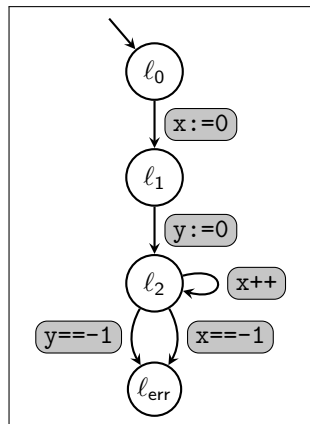 ℓ0
x:=0
ℓ1
y:=0
ℓ2
x++
y==-1
x==-1
ℓerr